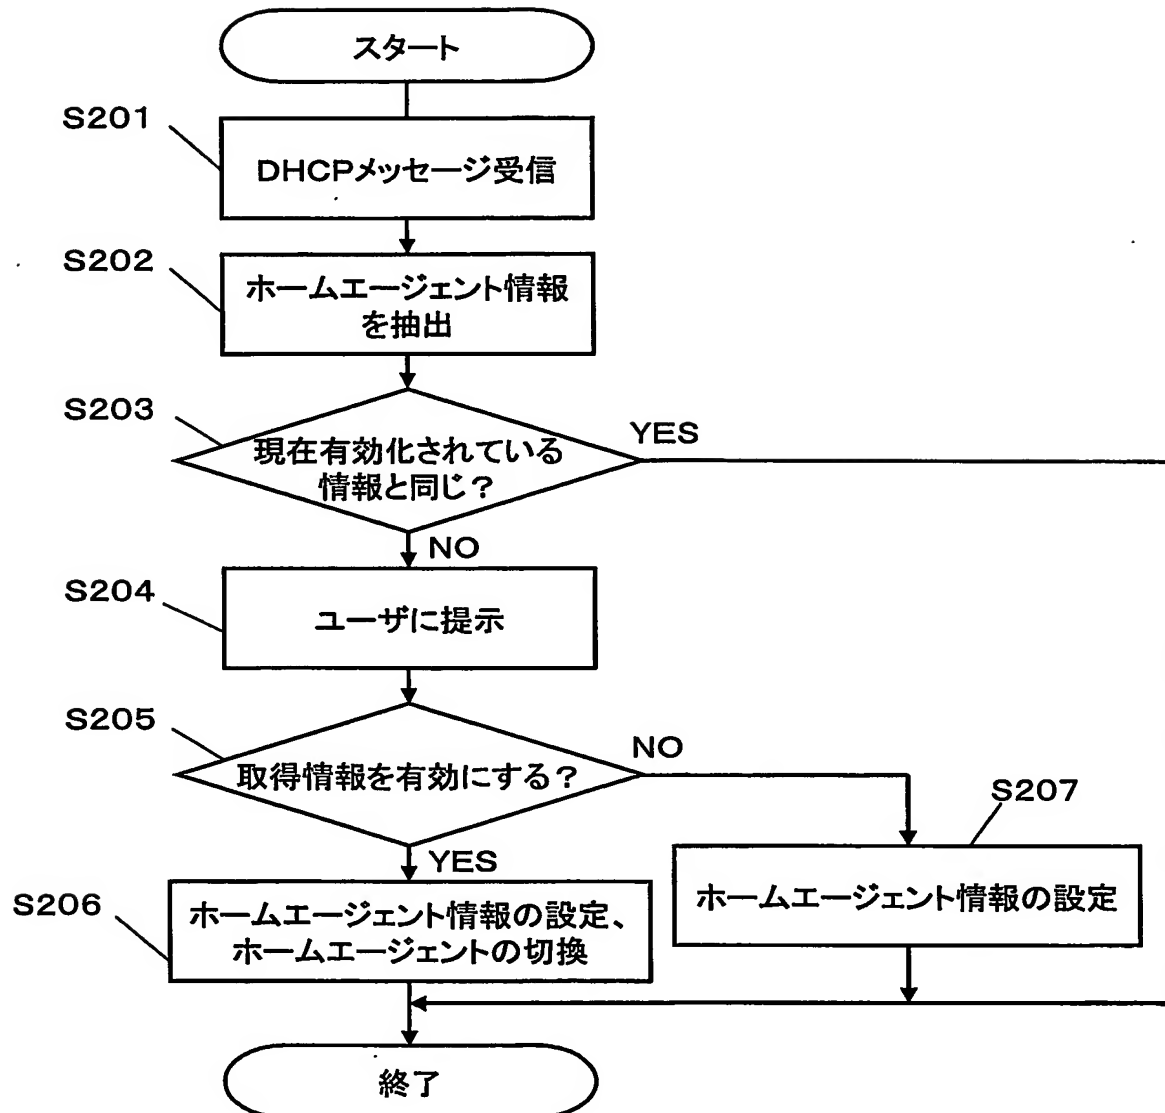 スタート
S201
DHCPメッセージ受信
S202
ホームエージェント情報
を抽出
S203
現在有効化されている
情報と同じ?
YES
NO
S204
ユーザに提示
S205
取得情報を有効にする?
NO
S207
YES
ホームエージェント情報の設定
S206
ホームエージェント情報の設定、
ホームエージェントの切換
終了